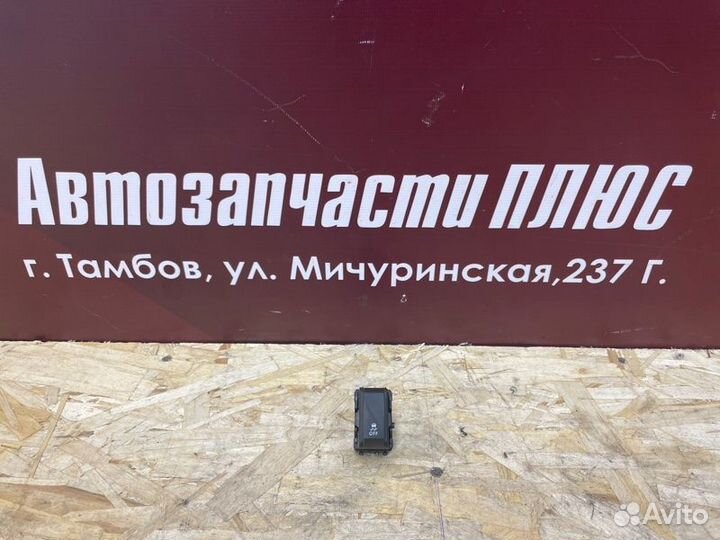 Автозапчасти ПЛЮС
г. Тамбов, ул. Мичуринская,237 Г.
OFF
Avito